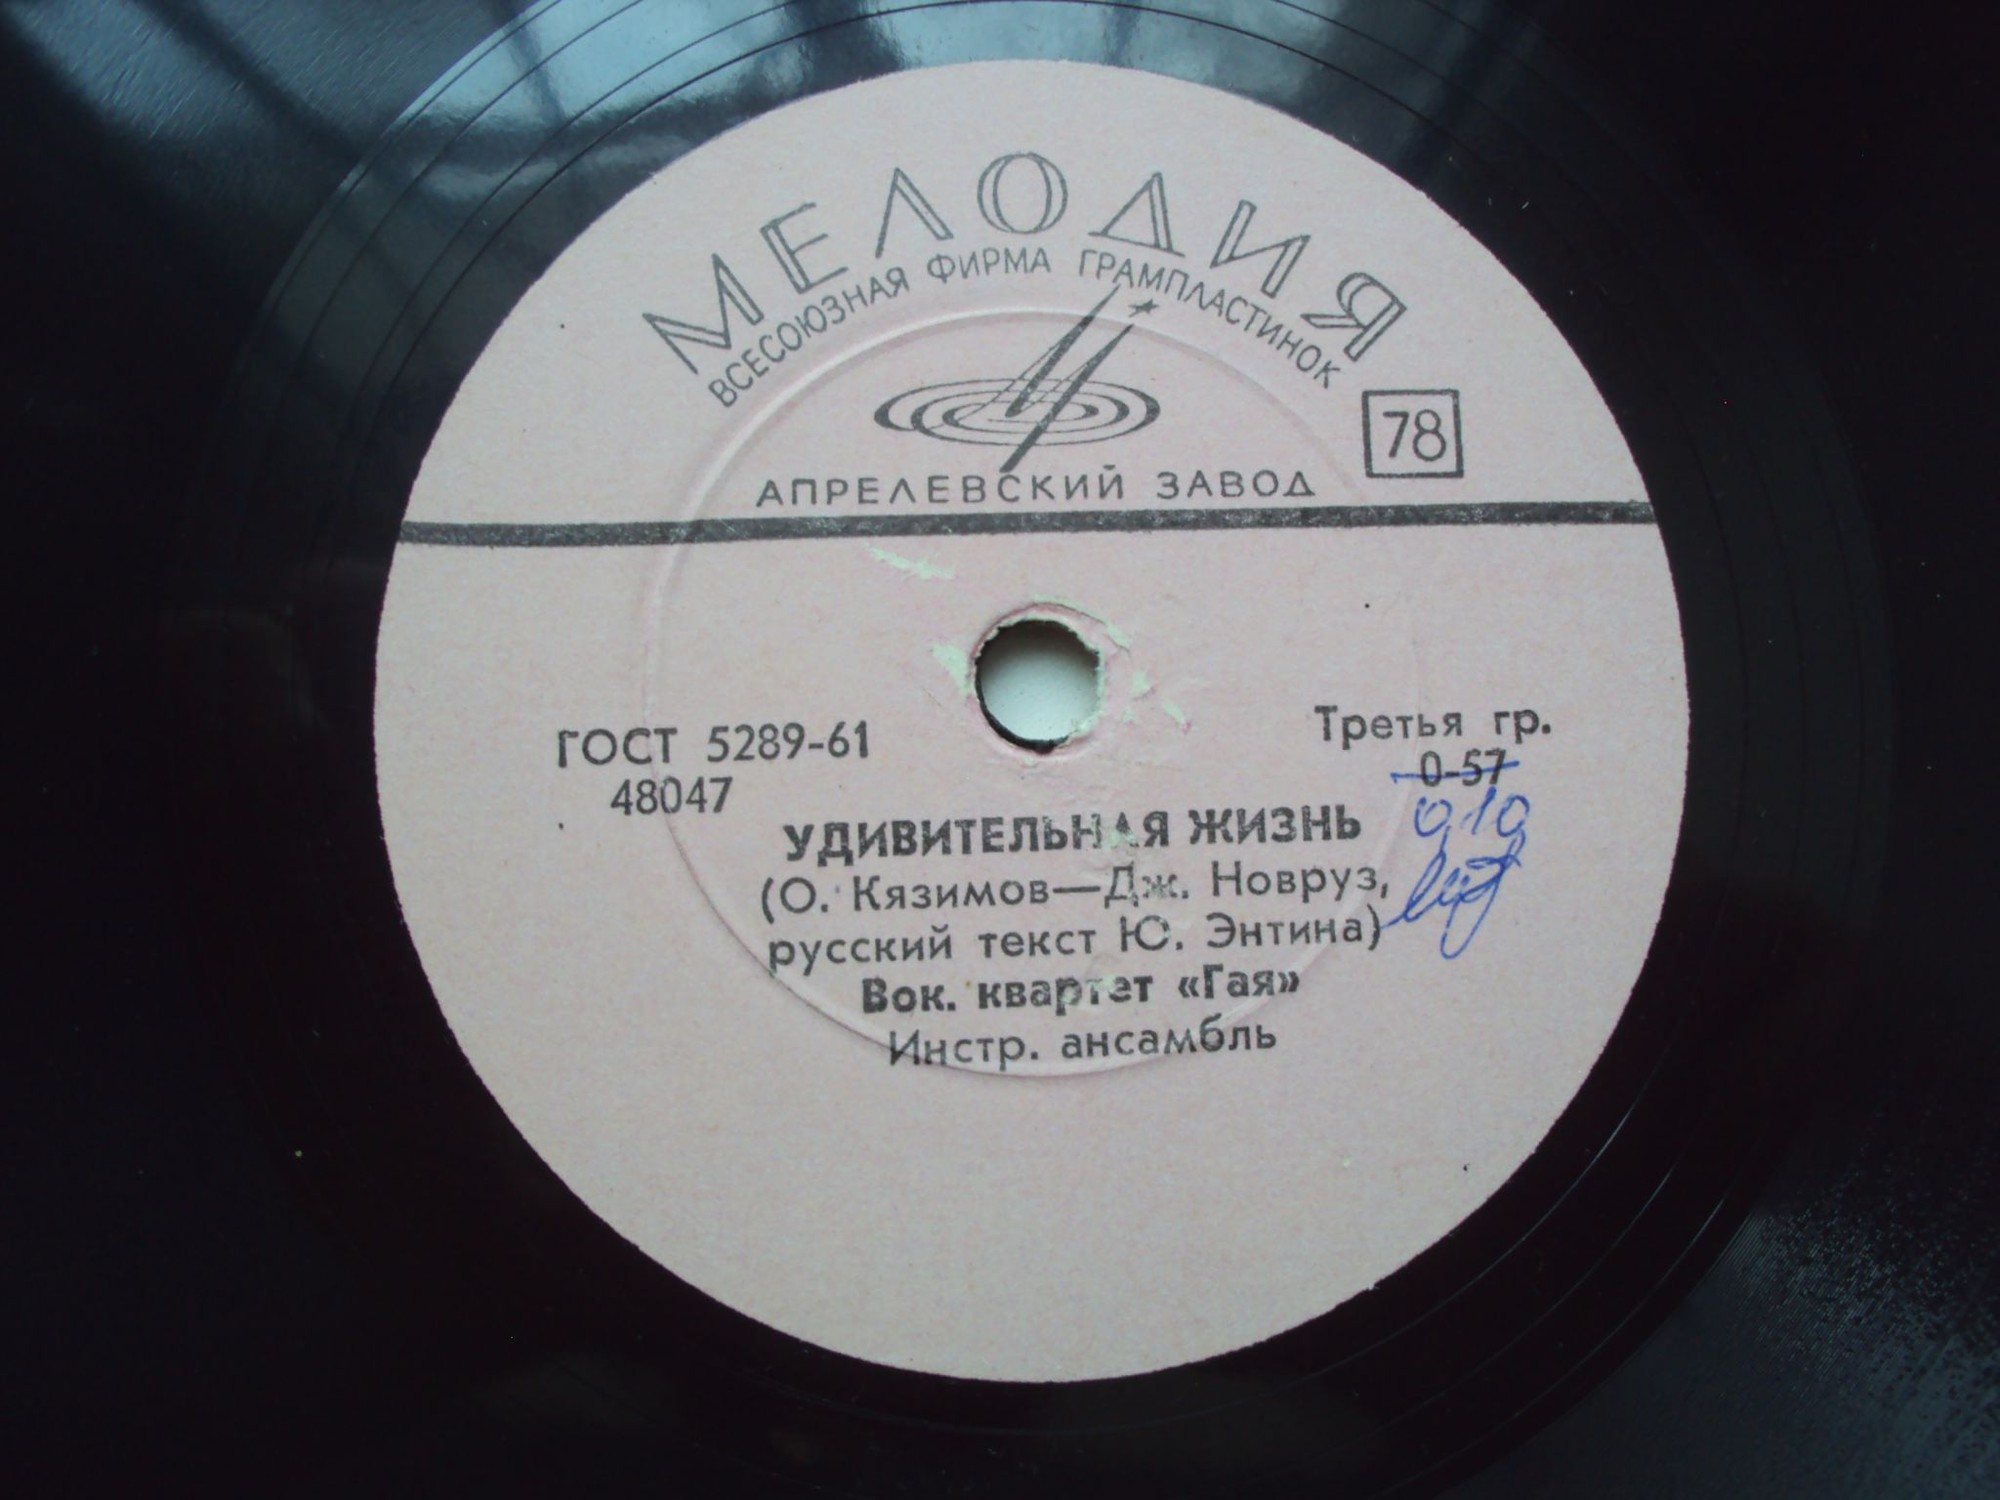 МЕЛОДИЯ
ВСЕСОЮЗНАЯ ФИРМА ГРАМПЛАСТИНОК
78
АПРЕЛЕВСКИЙ ЗАВОД
ГОСТ 5289-61
48047
Третья гр.
0-57
0,10
УДИВИТЕЛЬНАЯ ЖИЗНЬ
(О. Кязимов—Дж. Новруз,
русский текст Ю. Энтина)
Вок. квартет «Гая»
Инстр. ансамбль